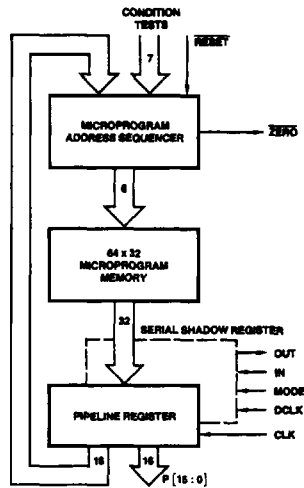 CONDITION
TESTS
7
RESET
MICROPROGRAM
ADDRESS SEQUENCER
ZERO
6
64 x 32
MICROPROGRAM
MEMORY
32
SERIAL SHADOW REGISTER
OUT
IN
MODE
DCLK
PIPELINE REGISTER
CLK
16
16
P [15 : 0]